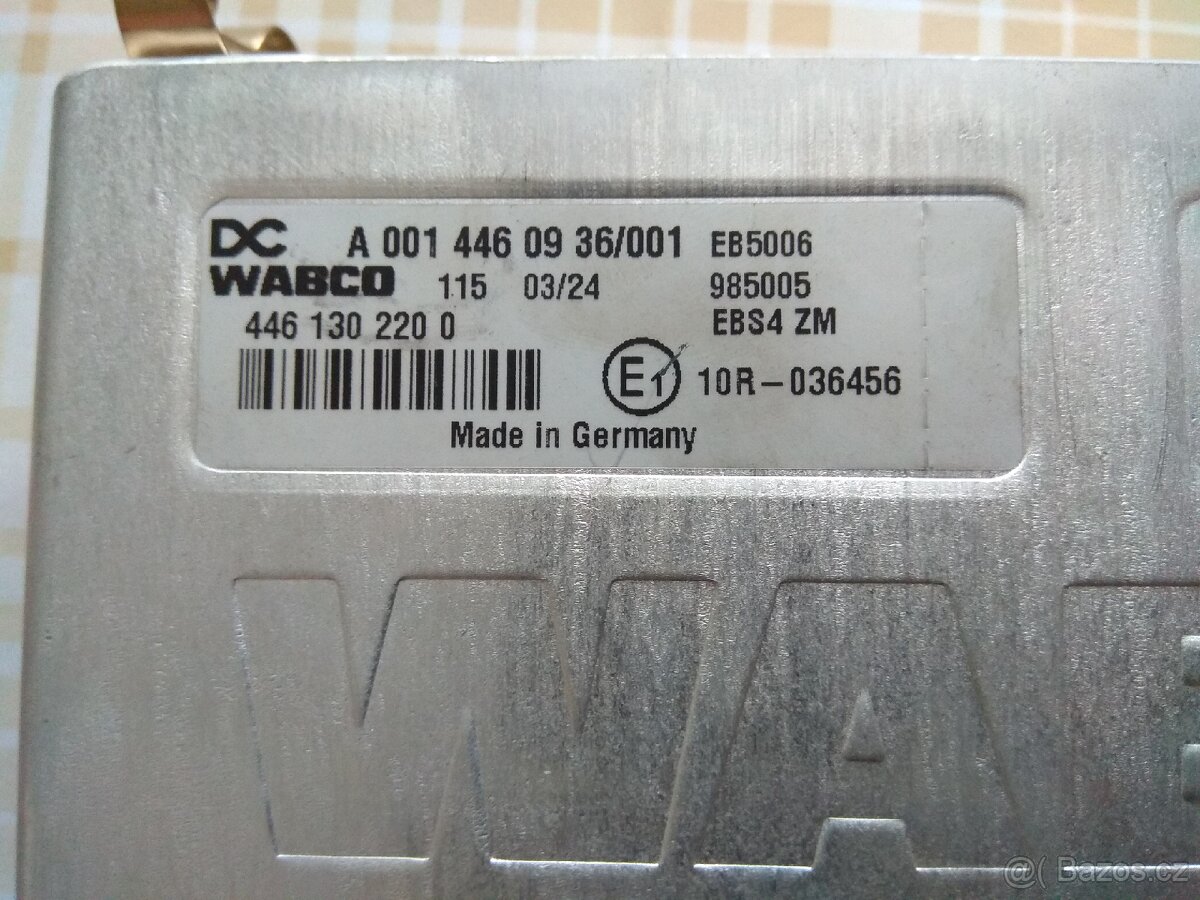 DC A 001 446 09 36/001 EB5006
WABCO 115 03/24 985005
446 130 220 0 EBS4 ZM
E1 10R-036456
Made in Germany
WA
@( Bazos.cz